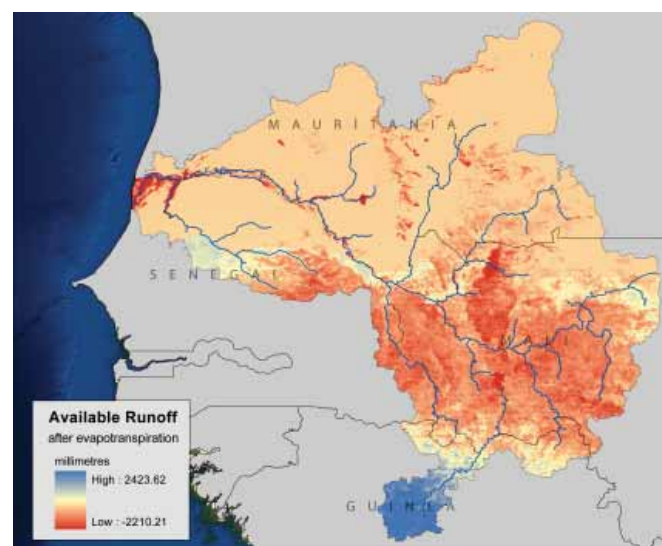 MAURITANIA
SENEGAL
Available Runoff
after evapotranspiration
millimetres
High : 2423.62
Low : -2210.21
GUINEA